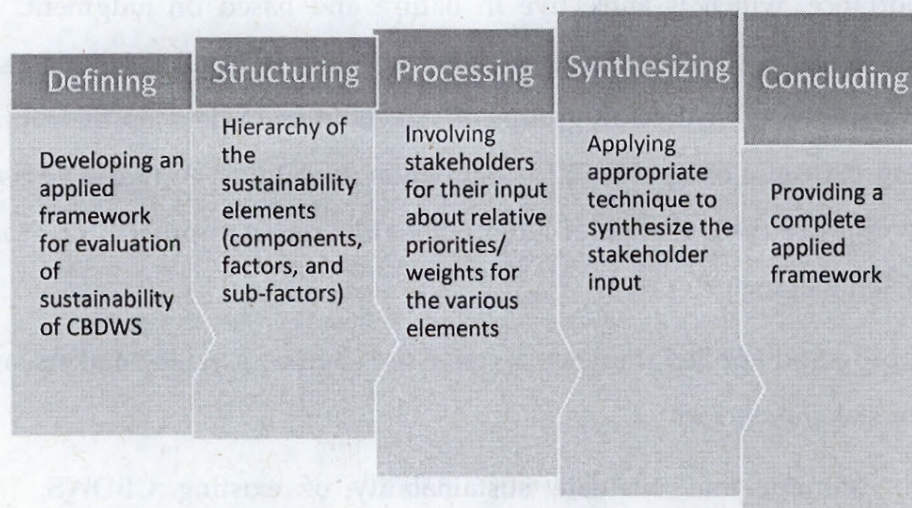 Defining
Developing an
applied
framework
for evaluation
of
sustainability
of CBDWS
Structuring
Hierarchy of
the
sustainability
elements
(components,
factors, and
sub-factors)
Processing
Involving
stakeholders
for their input
about relative
priorities/
weights for
the various
elements
Synthesizing
Applying
appropriate
technique to
synthesize the
stakeholder
input
Concluding
Providing a
complete
applied
framework